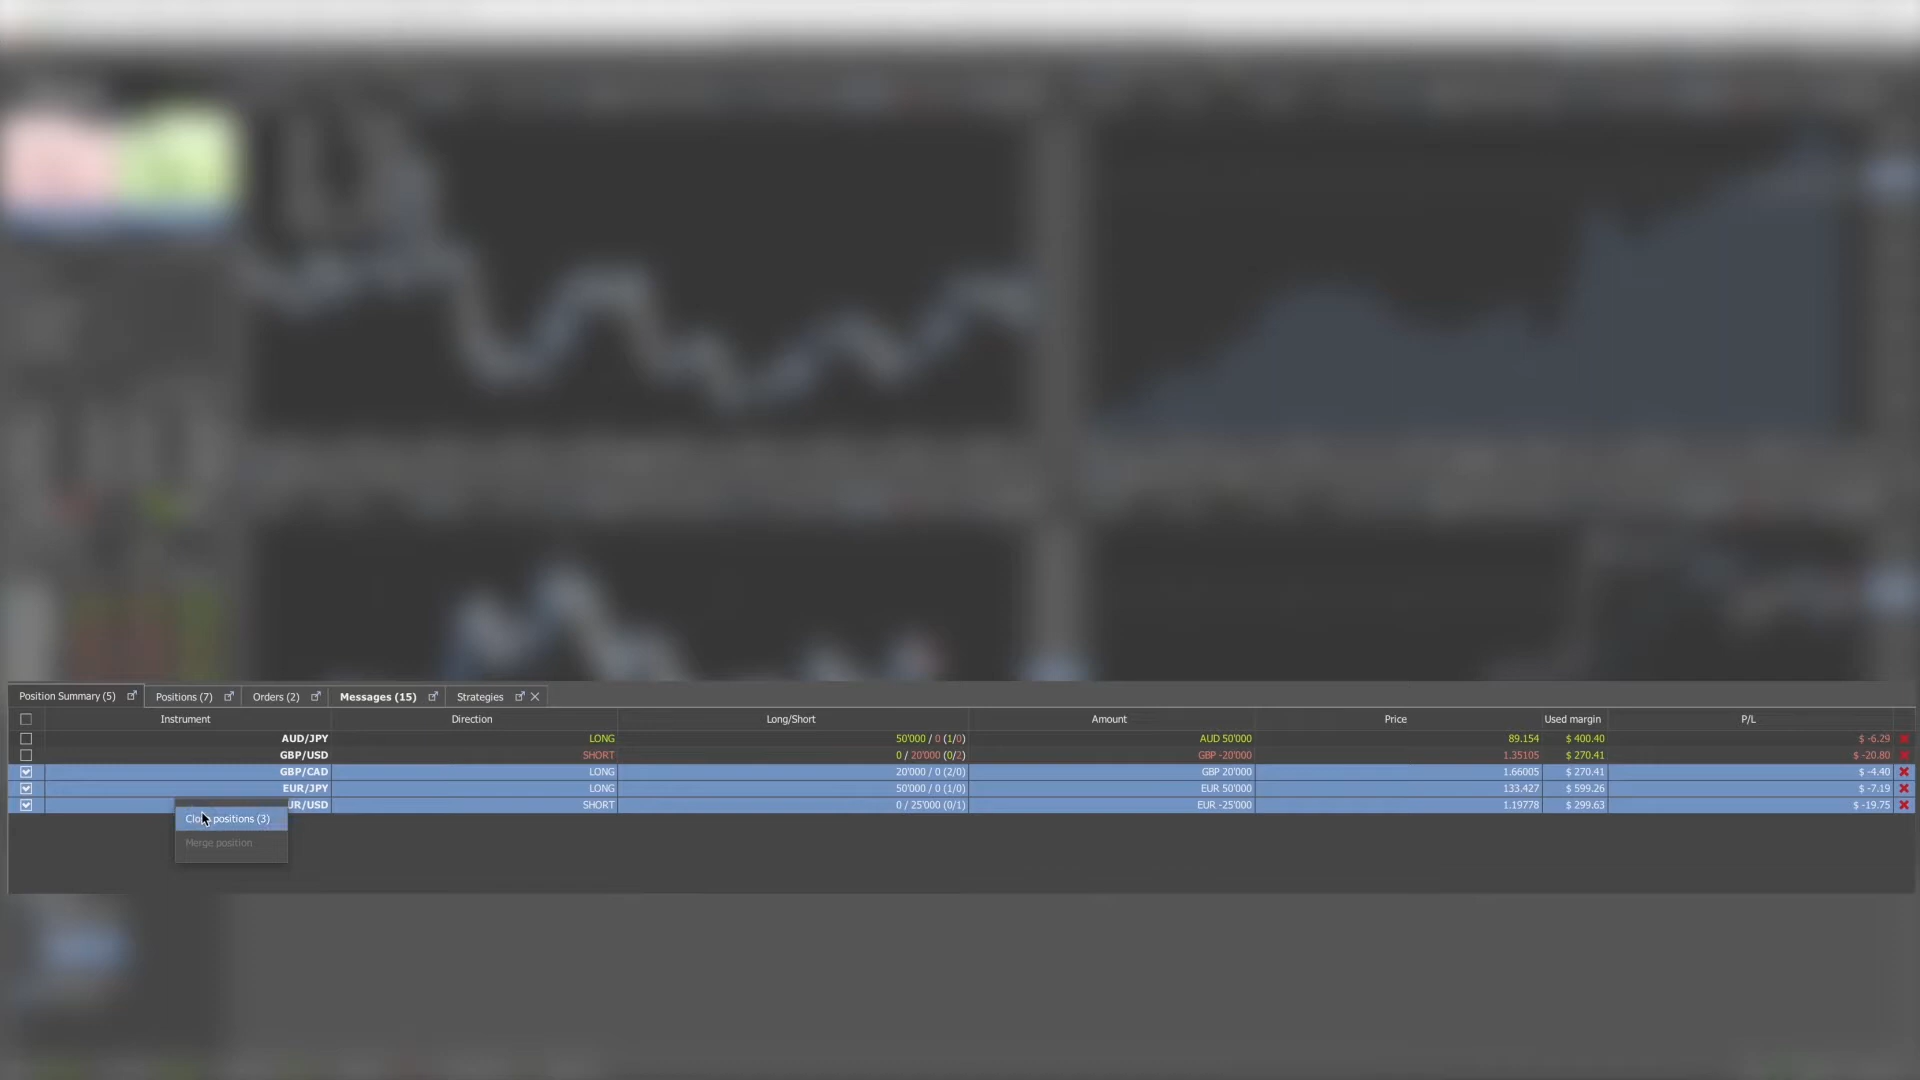 Position Summary (5) Positions (7) Orders (2) Messages (15) Strategies
Instrument Direction Long/Short Amount Price Used margin P/L
AUD/JPY LONG 50'000 / 0 (1/0) AUD 50'000 89.154 $ 400.40 $ -6.29
GBP/USD SHORT 0 / 20'000 (0/2) GBP -20'000 1.35105 $ 270.41 $ -20.80
GBP/CAD LONG 20'000 / 0 (2/0) GBP 20'000 1.66005 $ 270.41 $ -4.40
EUR/JPY LONG 50'000 / 0 (1/0) EUR 50'000 133.427 $ 599.26 $ -7.19
UR/USD SHORT 0 / 25'000 (0/1) EUR -25'000 1.19778 $ 299.63 $ -19.75
Clo positions (3)
Merge position